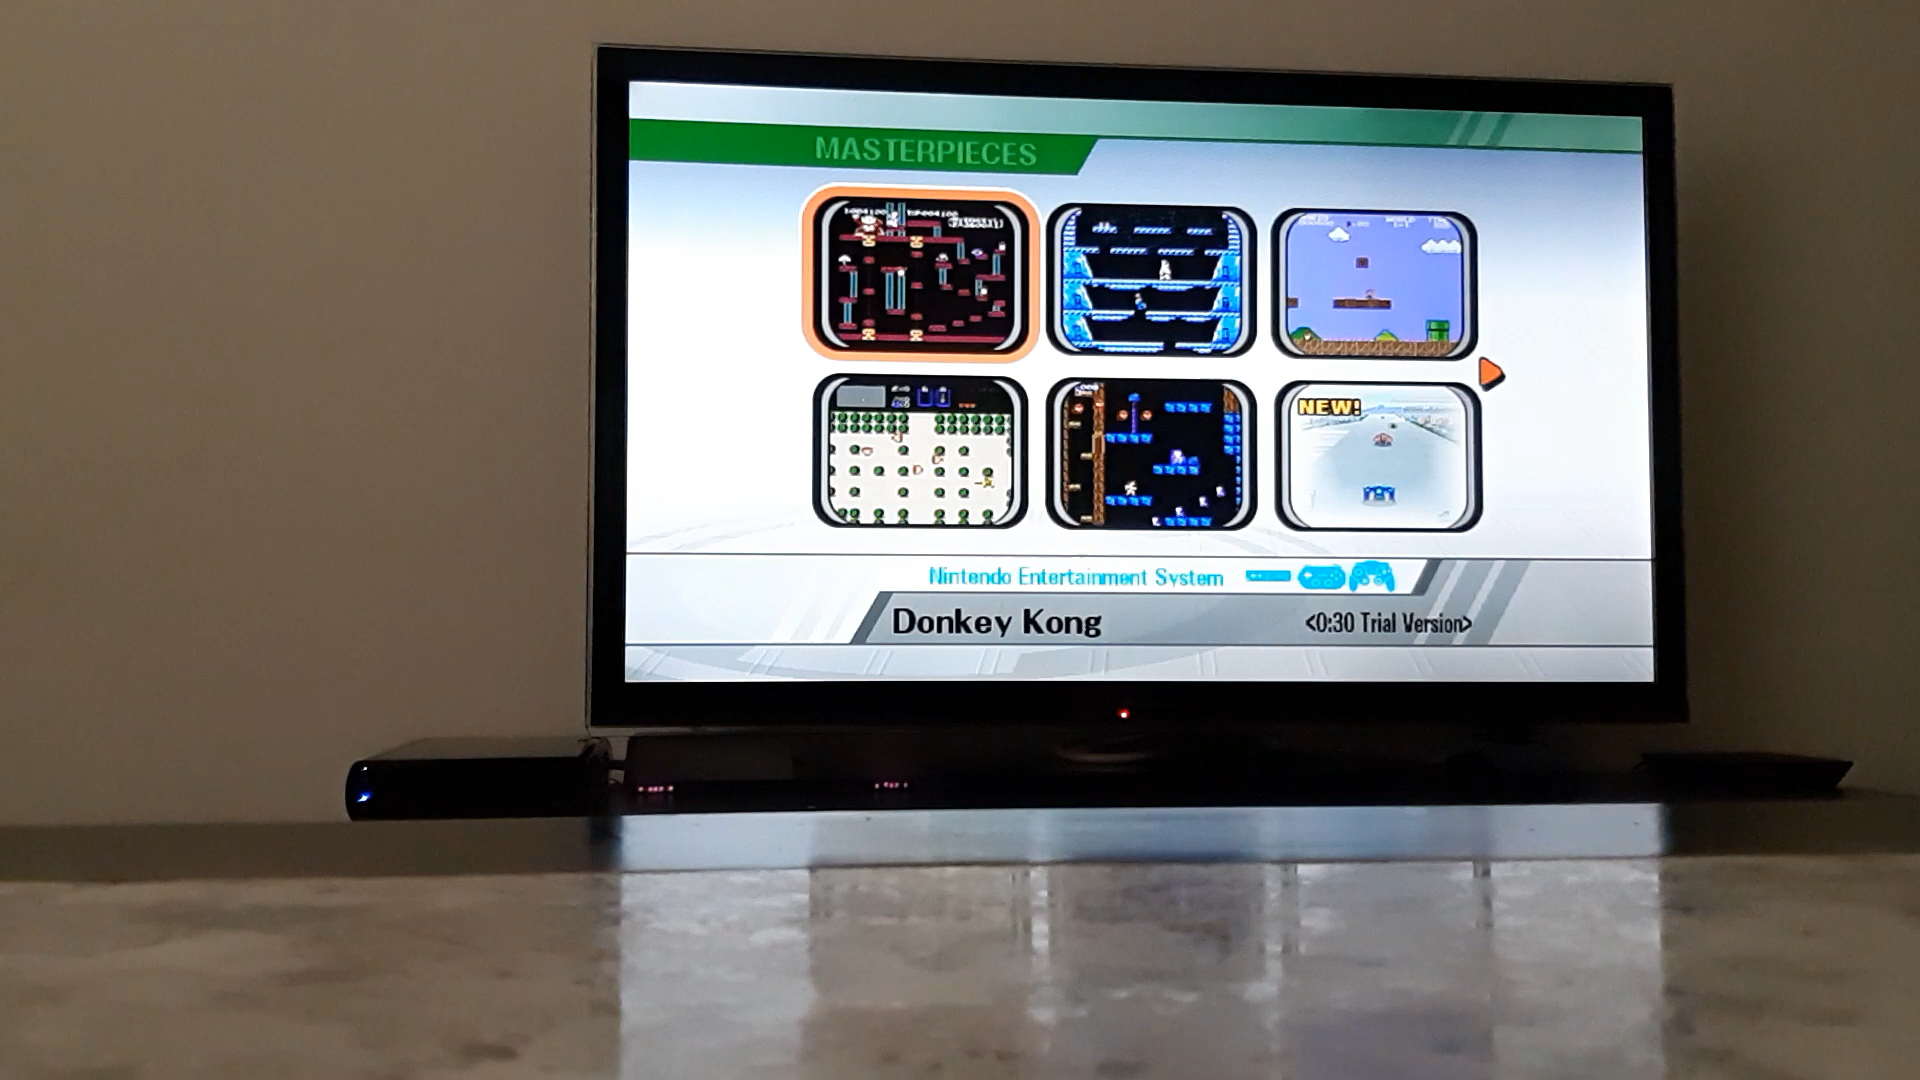 MASTERPIECES
NEW!
Nintendo Entertainment System
Donkey Kong
<0:30 Trial Version>